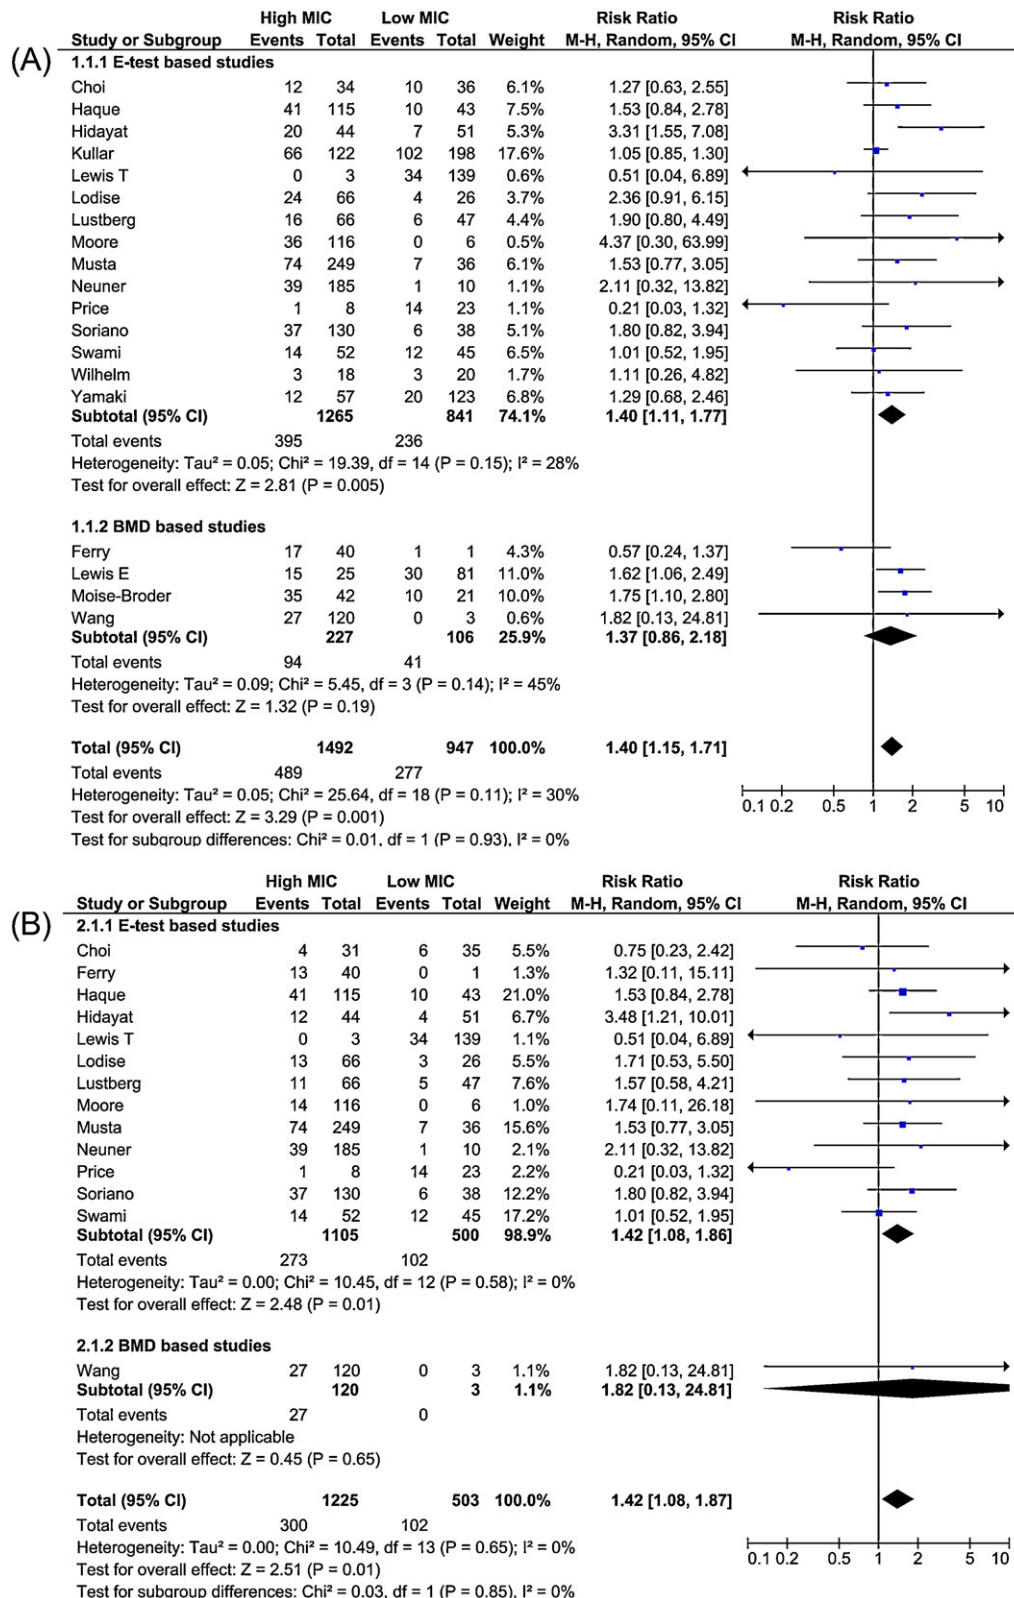 High MIC Low MIC Risk Ratio Risk Ratio
Study or Subgroup Events Total Events Total Weight M-H, Random, 95% CI M-H, Random, 95% CI
(A)
1.1.1 E-test based studies
Choi 12 34 10 36 6.1% 1.27 [0.63, 2.55]
Haque 41 115 10 43 7.5% 1.53 [0.84, 2.78]
Hidayat 20 44 7 51 5.3% 3.31 [1.55, 7.08]
Kullar 66 122 102 198 17.6% 1.05 [0.85, 1.30]
Lewis T 0 3 34 139 0.6% 0.51 [0.04, 6.89]
Lodise 24 66 4 26 3.7% 2.36 [0.91, 6.15]
Lustberg 16 66 6 47 4.4% 1.90 [0.80, 4.49]
Moore 36 116 0 6 0.5% 4.37 [0.30, 63.99]
Musta 74 249 7 36 6.1% 1.53 [0.77, 3.05]
Neuner 39 185 1 10 1.1% 2.11 [0.32, 13.82]
Price 1 8 14 23 1.1% 0.21 [0.03, 1.32]
Soriano 37 130 6 38 5.1% 1.80 [0.82, 3.94]
Swami 14 52 12 45 6.5% 1.01 [0.52, 1.95]
Wilhelm 3 18 3 20 1.7% 1.11 [0.26, 4.82]
Yamaki 12 57 20 123 6.8% 1.29 [0.68, 2.46]
Subtotal (95% CI) 1265 841 74.1% 1.40 [1.11, 1.77]
Total events 395 236
Heterogeneity: Tau² = 0.05; Chi² = 19.39, df = 14 (P = 0.15); I² = 28%
Test for overall effect: Z = 2.81 (P = 0.005)
1.1.2 BMD based studies
Ferry 17 40 1 1 4.3% 0.57 [0.24, 1.37]
Lewis E 15 25 30 81 11.0% 1.62 [1.06, 2.49]
Moise-Broder 35 42 10 21 10.0% 1.75 [1.10, 2.80]
Wang 27 120 0 3 0.6% 1.82 [0.13, 24.81]
Subtotal (95% CI) 227 106 25.9% 1.37 [0.86, 2.18]
Total events 94 41
Heterogeneity: Tau² = 0.09; Chi² = 5.45, df = 3 (P = 0.14); I² = 45%
Test for overall effect: Z = 1.32 (P = 0.19)
Total (95% CI) 1492 947 100.0% 1.40 [1.15, 1.71]
Total events 489 277
Heterogeneity: Tau² = 0.05; Chi² = 25.64, df = 18 (P = 0.11); I² = 30%
Test for overall effect: Z = 3.29 (P = 0.001)
Test for subgroup differences: Chi² = 0.01, df = 1 (P = 0.93), I² = 0%
0.1 0.2 0.5 1 2 5 10
High MIC Low MIC Risk Ratio Risk Ratio
Study or Subgroup Events Total Events Total Weight M-H, Random, 95% CI M-H, Random, 95% CI
(B)
2.1.1 E-test based studies
Choi 4 31 6 35 5.5% 0.75 [0.23, 2.42]
Ferry 13 40 0 1 1.3% 1.32 [0.11, 15.11]
Haque 41 115 10 43 21.0% 1.53 [0.84, 2.78]
Hidayat 12 44 4 51 6.7% 3.48 [1.21, 10.01]
Lewis T 0 3 34 139 1.1% 0.51 [0.04, 6.89]
Lodise 13 66 3 26 5.5% 1.71 [0.53, 5.50]
Lustberg 11 66 5 47 7.6% 1.57 [0.58, 4.21]
Moore 14 116 0 6 1.0% 1.74 [0.11, 26.18]
Musta 74 249 7 36 15.6% 1.53 [0.77, 3.05]
Neuner 39 185 1 10 2.1% 2.11 [0.32, 13.82]
Price 1 8 14 23 2.2% 0.21 [0.03, 1.32]
Soriano 37 130 6 38 12.2% 1.80 [0.82, 3.94]
Swami 14 52 12 45 17.2% 1.01 [0.52, 1.95]
Subtotal (95% CI) 1105 500 98.9% 1.42 [1.08, 1.86]
Total events 273 102
Heterogeneity: Tau² = 0.00; Chi² = 10.45, df = 12 (P = 0.58); I² = 0%
Test for overall effect: Z = 2.48 (P = 0.01)
2.1.2 BMD based studies
Wang 27 120 0 3 1.1% 1.82 [0.13, 24.81]
Subtotal (95% CI) 120 3 1.1% 1.82 [0.13, 24.81]
Total events 27 0
Heterogeneity: Not applicable
Test for overall effect: Z = 0.45 (P = 0.65)
Total (95% CI) 1225 503 100.0% 1.42 [1.08, 1.87]
Total events 300 102
Heterogeneity: Tau² = 0.00; Chi² = 10.49, df = 13 (P = 0.65); I² = 0%
Test for overall effect: Z = 2.51 (P = 0.01)
Test for subgroup differences: Chi² = 0.03, df = 1 (P = 0.85), I² = 0%
0.1 0.2 0.5 1 2 5 10